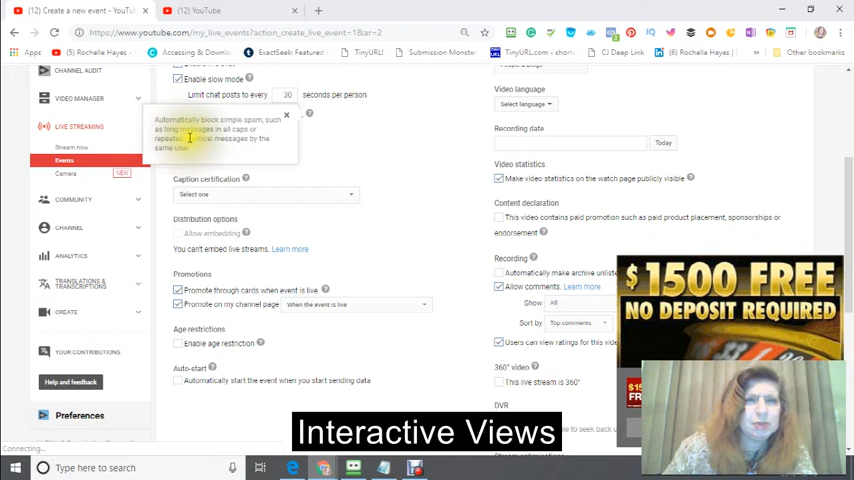 (12) Create a new event - YouTu
(12) YouTube
https://www.youtube.com/my_live_events?action_create_live_event=1&ar=2
Apps
(6) Rochelle Hayes
Accessing & Downlo
ExactSeek: Featured
TinyURL!
Submission Monster
TinyURL.com
CJ Deep Link
(6) Rochelle Hayes |
Other bookmarks
CHANNEL AUDIT
VIDEO MANAGER
LIVE STREAMING
Stream now
Events
Camera
NEW
COMMUNITY
CHANNEL
ANALYTICS
TRANSLATIONS &
TRANSCRIPTIONS
CREATE
YOUR CONTRIBUTIONS
Help and feedback
Preferences
Connecting...
Enable slow mode
Limit chat posts to every 30 seconds per person
Automatically block simple spam, such
as long messages in all caps or
repeated messages by the
same user
Caption certification
Select one
Distribution options
Allow embedding
You can't embed live streams. Learn more
Promotions
Promote through cards when event is live.
Promote on my channel page When the event is live
Age restrictions
Enable age restriction
Auto-start
Automatically start the event when you start sending data
Video language
Select language
Recording date
Today
Video statistics
Make video statistics on the watch page publicly visible
Content declaration
This video contains paid promotion such as paid product placement, sponsorships or
endorsement
Recording
Automatically make archive unliste
Allow comments. Learn more
Show All
Sort by Top comments
Users can view ratings for this vide
360° video
This live stream is 360°
DVR
$1500 FREE
NO DEPOSIT REQUIRED
Interactive Views
Type here to search